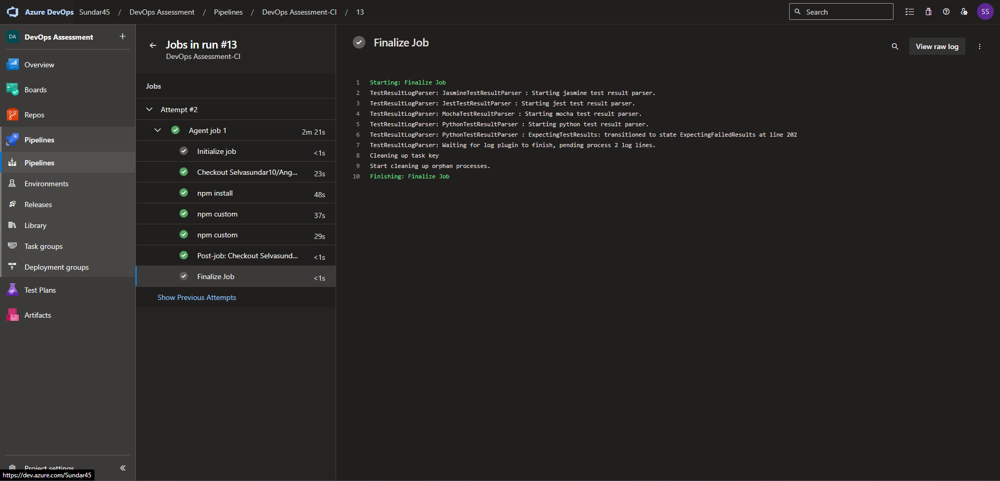 Azure DevOps Sundar45 / DevOps Assessment / Pipelines / DevOps Assessment-CI / 13
Search
SS
DA DevOps Assessment +
Overview
Boards
Repos
Pipelines
Pipelines
Environments
Releases
Library
Task groups
Deployment groups
Test Plans
Artifacts
Project settings
https://dev.azure.com/Sundar45
Jobs in run #13
DevOps Assessment-CI
Jobs
Attempt #2
Agent job 1 2m 21s
Initialize job <1s
Checkout Selvasundar10/Ang... 23s
npm install 48s
npm custom 37s
npm custom 29s
Post-job: Checkout Selvasund... <1s
Finalize Job <1s
Show Previous Attempts
Finalize Job
View raw log
1 Starting: Finalize Job
2 TestResultLogParser: JasmineTestResultParser : Starting jasmine test result parser.
3 TestResultLogParser: JestTestResultParser : Starting jest test result parser.
4 TestResultLogParser: MochaTestResultParser : Starting mocha test result parser.
5 TestResultLogParser: PythonTestResultParser : Starting python test result parser.
6 TestResultLogParser: PythonTestResultParser : ExpectingTestResults: transitioned to state ExpectingFailedResults at line 202
7 TestResultLogParser: Waiting for log plugin to finish, pending process 2 log lines.
8 Cleaning up task key
9 Start cleaning up orphan processes.
10 Finishing: Finalize Job